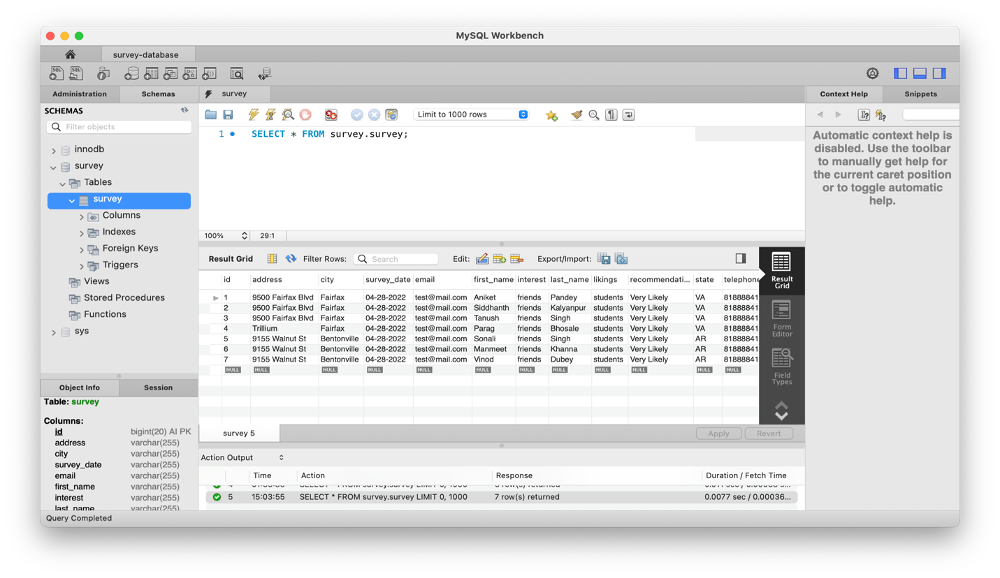 MySQL Workbench
survey-database
Administration Schemas
survey
Context Help Snippets
SCHEMAS
Filter objects
innodb
survey
Tables
survey
Columns
Indexes
Foreign Keys
Triggers
Views
Stored Procedures
Functions
sys
Object Info Session
Table: survey
Columns:
id bigint(20) AI PK
address varchar(255)
city varchar(255)
survey_date varchar(255)
email varchar(255)
first_name varchar(255)
interest varchar(255)
last_name varchar(255)
Query Completed
Limit to 1000 rows
1 SELECT * FROM survey.survey;
100% 29:1
Result Grid Filter Rows: Search Edit: Export/Import:
id address city survey_date email first_name interest last_name likings recommendati... state telephone
1 9500 Fairfax Blvd Fairfax 04-28-2022 test@mail.com Aniket friends Pandey students Very Likely VA 81888841
2 9500 Fairfax Blvd Fairfax 04-28-2022 test@mail.com Siddhanth friends Kalyanpur students Very Likely VA 81888841
3 9500 Fairfax Blvd Fairfax 04-28-2022 test@mail.com Tanush friends Singh students Very Likely VA 81888841
4 Trillium Fairfax 04-28-2022 test@mail.com Parag friends Bhosale students Very Likely VA 81888841
5 9155 Walnut St Bentonville 04-28-2022 test@mail.com Sonali friends Singh students Very Likely AR 81888841
6 9155 Walnut St Bentonville 04-28-2022 test@mail.com Manmeet friends Khanna students Very Likely AR 81888841
7 9155 Walnut St Bentonville 04-28-2022 test@mail.com Vinod friends Dubey students Very Likely AR 81888841
NULL NULL NULL NULL NULL NULL NULL NULL NULL NULL NULL NULL
Result
Grid
Form
Editor
Field
Types
survey 5
Apply Revert
Action Output
Time Action Response Duration / Fetch Time
SELECT * FROM survey.survey LIMIT 0, 1000 row(s) returned
5 15:03:55 SELECT * FROM survey.survey LIMIT 0, 1000 7 row(s) returned 0.0077 sec / 0.00036...
Automatic context help is
disabled. Use the toolbar
to manually get help for
the current caret position
or to toggle automatic
help.